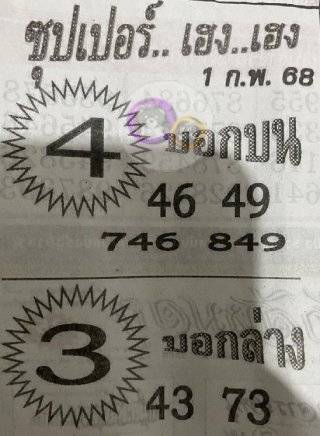 ซุปเปอร์.. เฮง..เฮง
1 ก.พ. 68
4 บอกบน
46 49
746 849
3 บอกล่าง
43 73